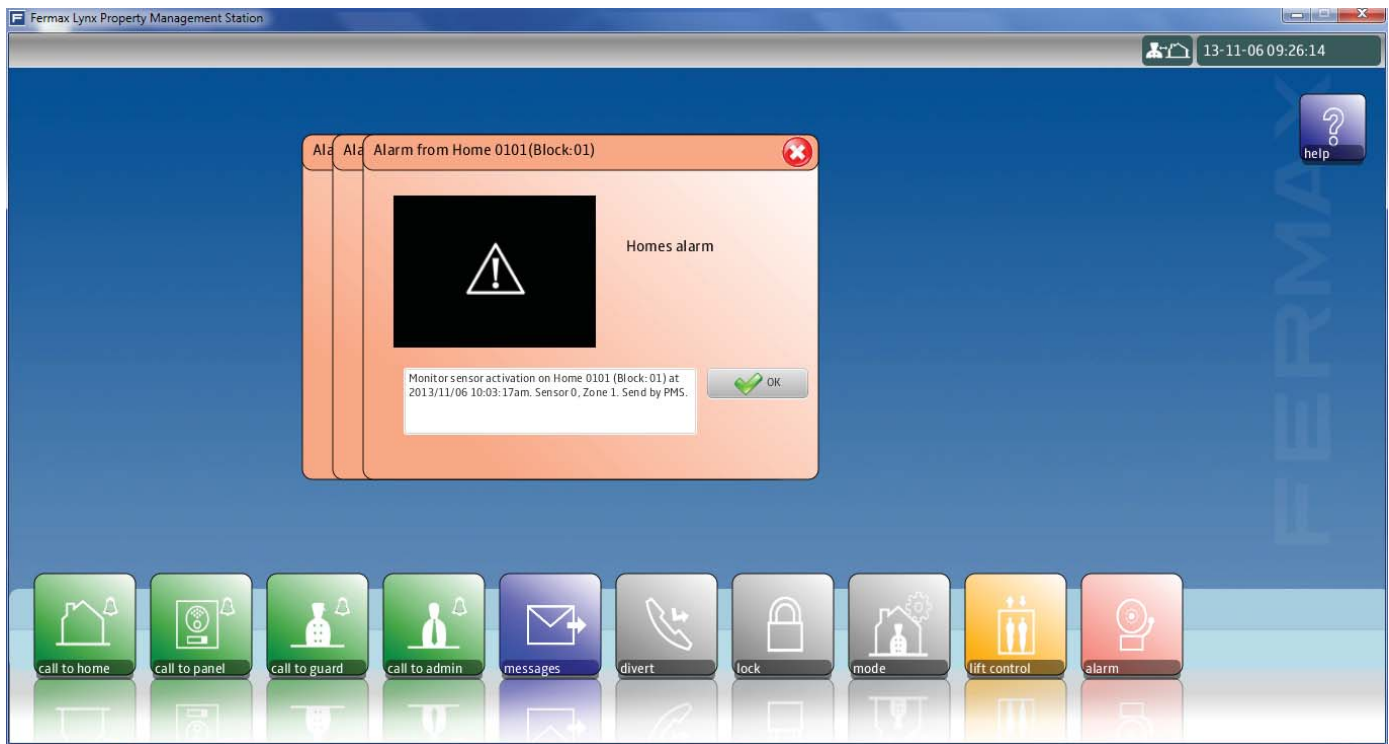 Fermax Lynx Property Management Station
13-11-06 09:26:14
help
Ala
Ala
Alarm from Home 0101(Block:01)
Homes alarm
Monitor sensor activation on Home 0101 (Block: 01) at
2013/11/06 10:03:17am. Sensor 0, Zone 1. Send by PMS.
OK
FERMAX
call to home
call to panel
call to guard
call to admin
messages
divert
lock
mode
lift control
alarm